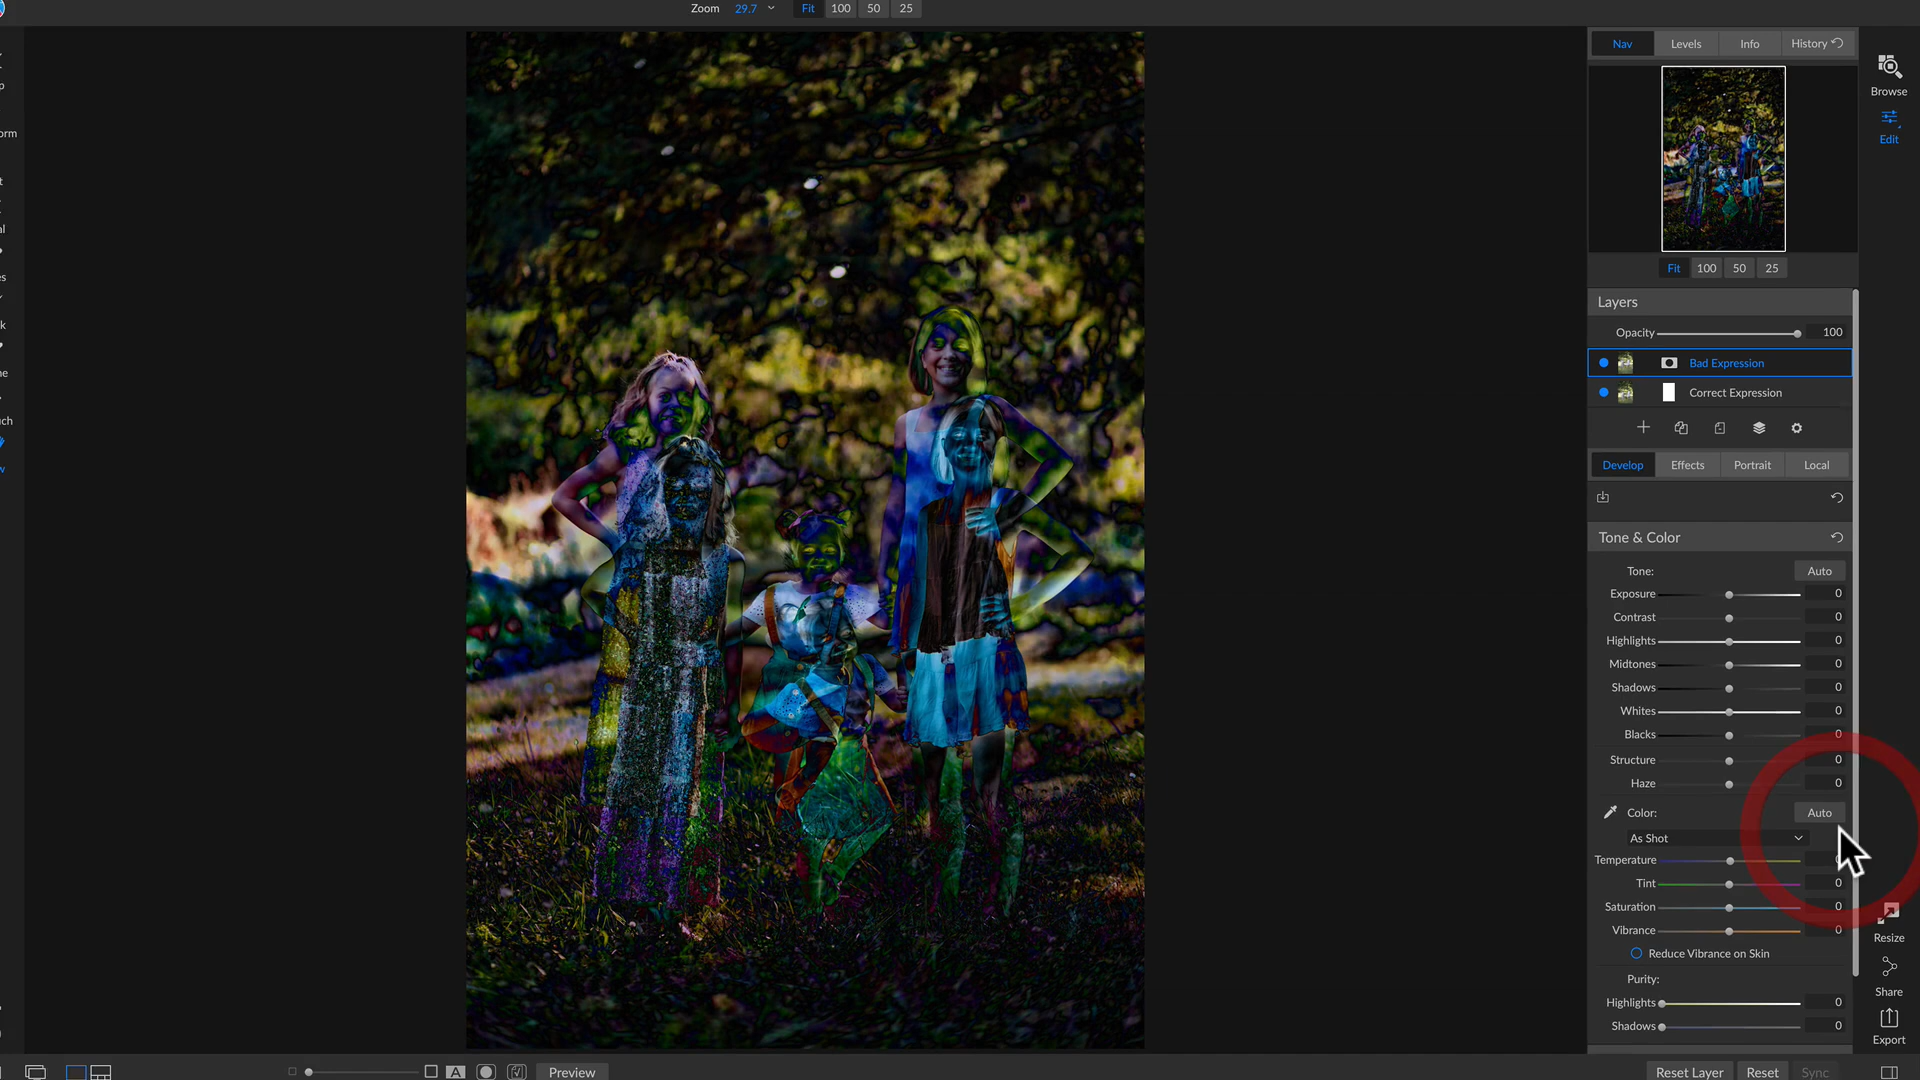 Zoom 29.7 Fit 100 50 25
Nav Levels Info History
Browse
Edit
Fit 100 50 25
Layers
Opacity 100
Bad Expression
Correct Expression
Develop Effects Portrait Local
Tone & Color
Tone: Auto
Exposure 0
Contrast 0
Highlights 0
Midtones 0
Shadows 0
Whites 0
Blacks 0
Structure 0
Haze 0
Color: Auto
As Shot
Temperature
Tint 0
Saturation 0
Vibrance 0
Reduce Vibrance on Skin
Purity:
Highlights 0
Shadows 0
Resize
Share
Export
A
Preview
Reset Layer Reset Sync